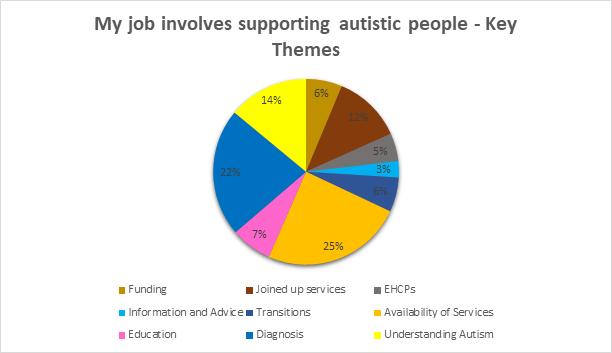 My job involves supporting autistic people - Key
Themes
6%
12%
5%
3%
6%
25%
7%
22%
14%
Funding Joined up services EHCPs
Information and Advice Transitions Availability of Services
Education Diagnosis Understanding Autism